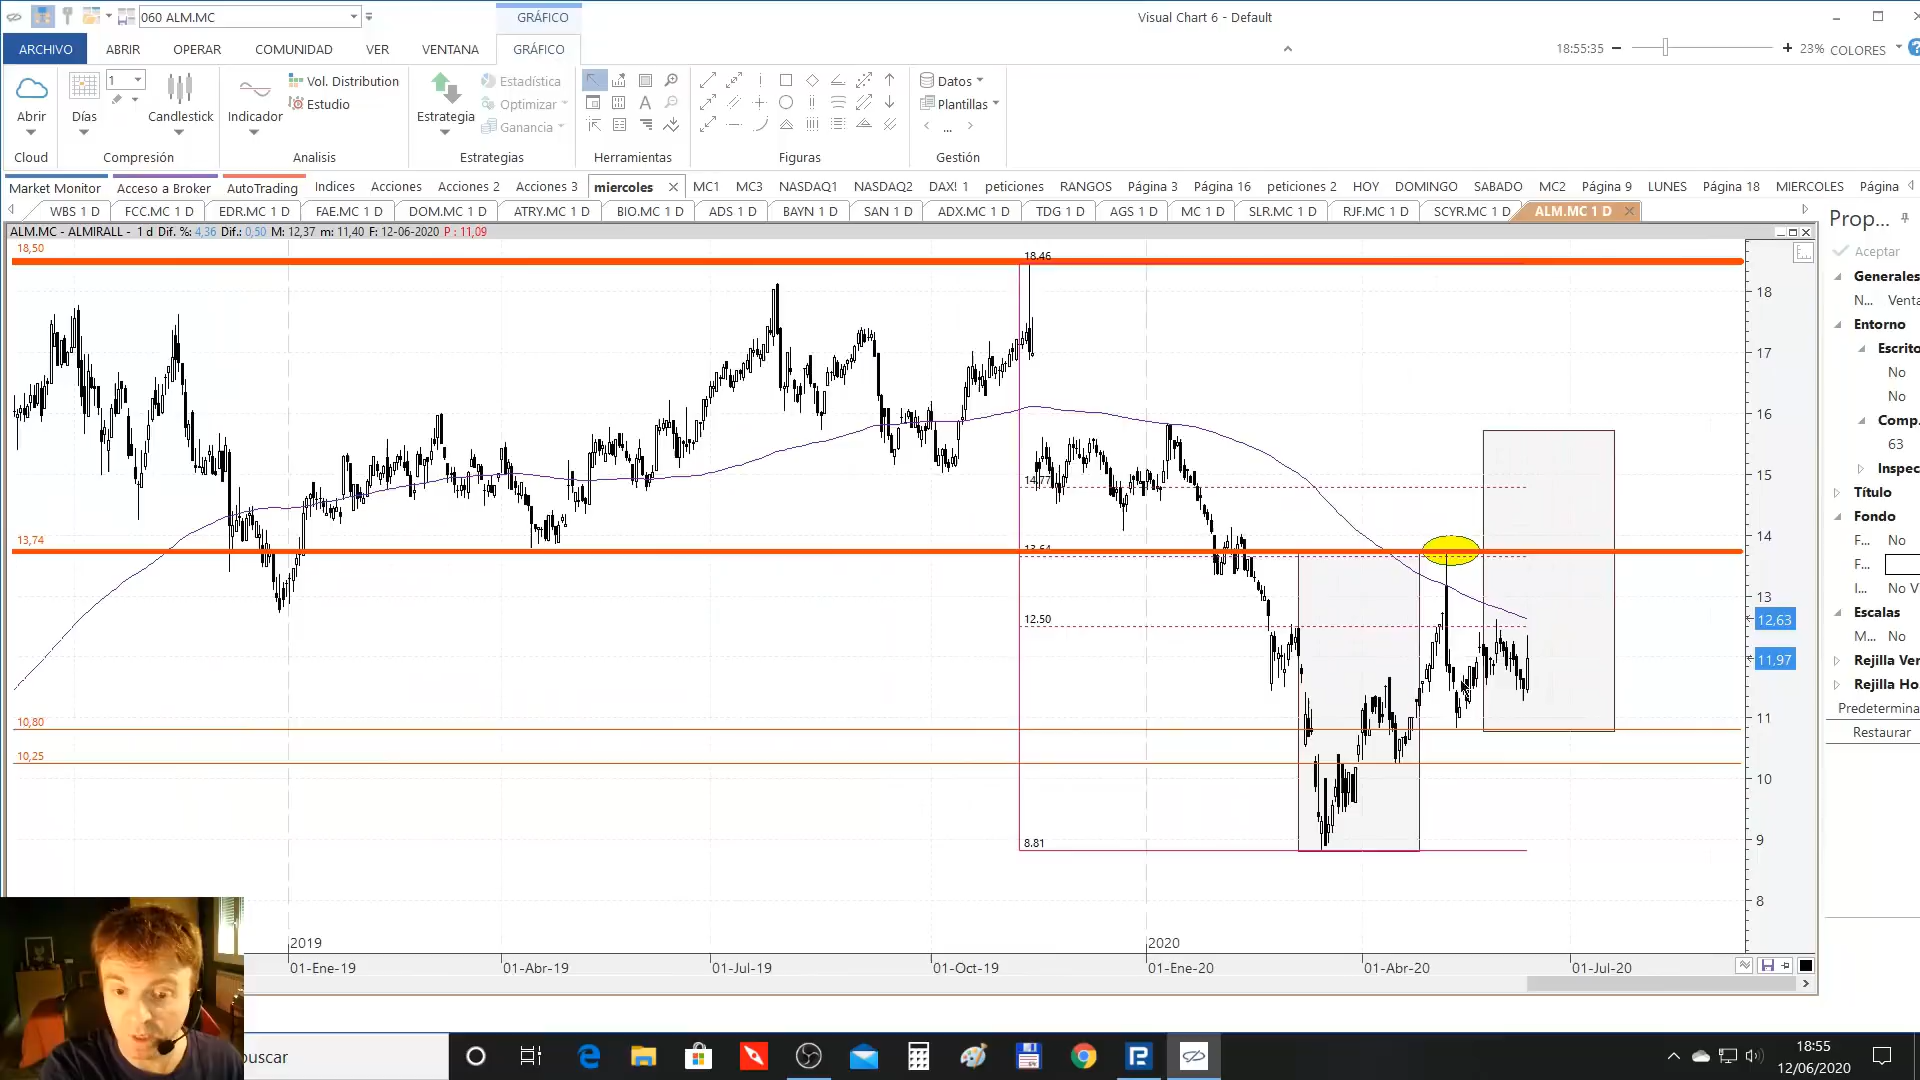 060 ALM.MC
GRÁFICO
Visual Chart 6 - Default
ARCHIVO ABRIR OPERAR COMUNIDAD VER VENTANA GRÁFICO
18:55:35 23% COLORES
1 Vol. Distribution Estadística Datos
Estudio Optimizar Plantillas
Abrir Días Candlestick Indicador Estrategia Ganancia ...
Cloud Compresión Analisis Estrategias Herramientas Figuras Gestión
Market Monitor Acceso a Broker AutoTrading Indices Acciones Acciones 2 Acciones 3 miercoles MC1 MC3 NASDAQ1 NASDAQ2 DAX! 1 peticiones RANGOS Página 3 Página 16 peticiones 2 HOY DOMINGO SABADO MC2 Página 9 LUNES Página 18 MIERCOLES Página
WBS 1 D FCC.MC 1 D EDR.MC 1 D FAE.MC 1 D DOM.MC 1 D ATRY.MC 1 D BIO.MC 1 D ADS 1 D BAYN 1 D SAN 1 D ADX.MC 1 D TDG 1 D AGS 1 D MC 1 D SLR.MC 1 D RJF.MC 1 D SCYR.MC 1 D ALM.MC 1 D
Prop...
ALM.MC - ALMIRALL - 1 d Dif. %: 4,36 Dif.: 0,50 M: 12,37 m: 11,40 F: 12-06-2020 P : 11,09
18,50
18.46
18
17
16
15
14.77
14
13,74
13
12.50
12,63
11,97
11
10,80
10,25
10
9
8.81
8
Aceptar
Generales
N... Venta
Entorno
Escrito
No
No
Comp.
63
Inspec
Título
Fondo
F... No
F...
I... No V
Escalas
M... No
Rejilla Ver
Rejilla Ho
Predetermina
Restaurar
2019 2020
01-Ene-19 01-Abr-19 01-Jul-19 01-Oct-19 01-Ene-20 01-Abr-20 01-Jul-20
buscar
18:55
12/06/2020